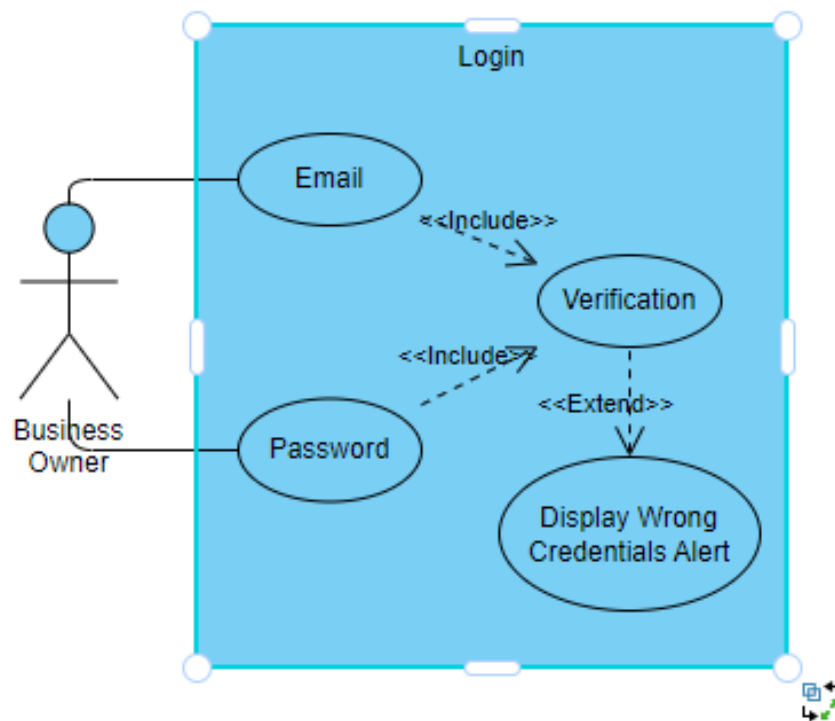 Login
Email
<<Include>>
Verification
<<Include>>
<<Extend>>
Business
Owner
Password
Display Wrong
Credentials Alert